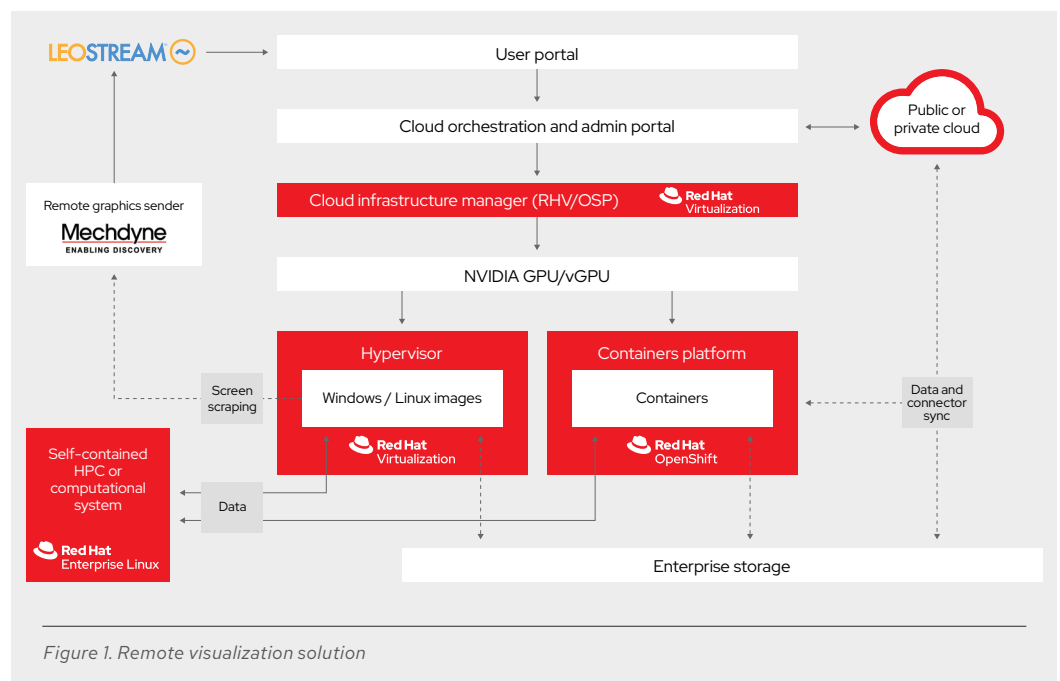 LEOSTREAM
User portal
Cloud orchestration and admin portal
Public or
private cloud
Remote graphics sender
Mechdyne
ENABLING DISCOVERY
Cloud infrastructure manager (RHV/OSP)
Red Hat
Virtualization
NVIDIA GPU/vGPU
Hypervisor
Windows / Linux images
Red Hat
Virtualization
Containers platform
Containers
Red Hat
OpenShift
Screen
scraping
Data and
connector
sync
Self-contained
HPC or
computational
system
Red Hat
Enterprise Linux
Data
Enterprise storage
Figure 1. Remote visualization solution